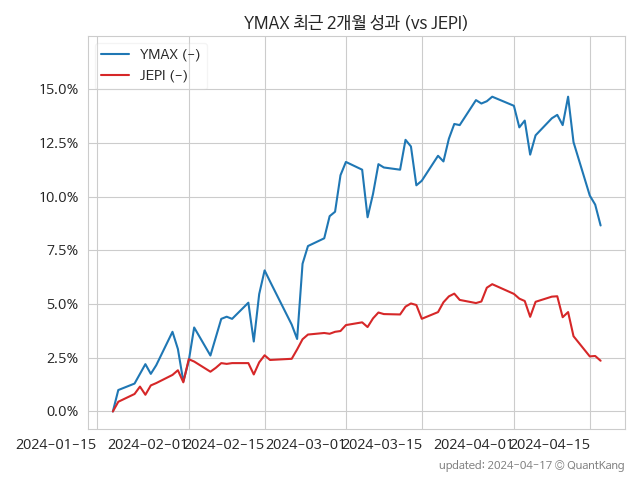 YMAX 최근 2개월 성과 (vs JEPI)
YMAX (-)
JEPI (-)
15.0%
12.5%
10.0%
7.5%
5.0%
2.5%
0.0%
2024-01-15 2024-02-01 2024-02-15 2024-03-01 2024-03-15 2024-04-01 2024-04-15
updated: 2024-04-17 © QuantKang